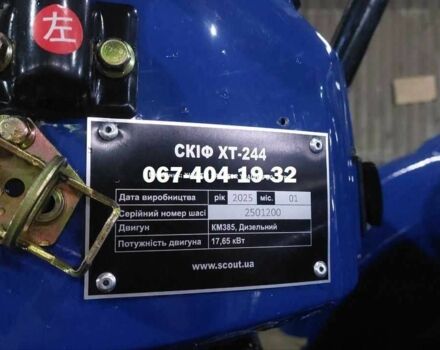 左
СКІФ XT-244
067-404-19-32
Дата виробництва рік 2025 міс. 01
Серійний номер шасі 2501200
Двигун КМ385, Дизельний
Потужність двигуна 17,65 кВт
www.scout.ua